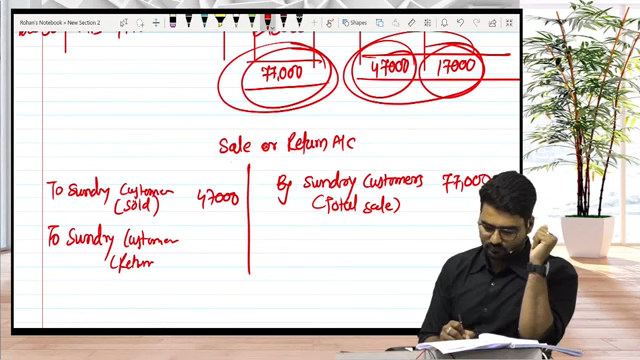 Rohan's Notebook » New Section 2
Shapes
77,000
47000
17000
Sale or Return A/C
To Sundry Customer
(Sold)
47000
By Sundry Customers
(Total sale)
77,000
To Sundry Customer
(Return